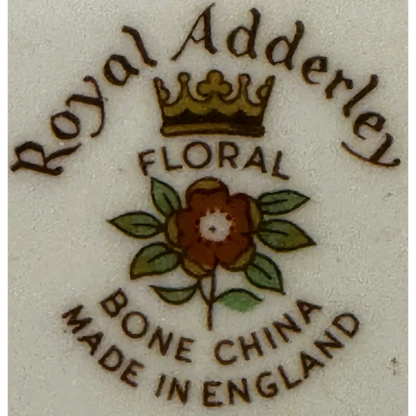 Royal Adderley
FLORAL
BONE CHINA
MADE IN ENGLAND